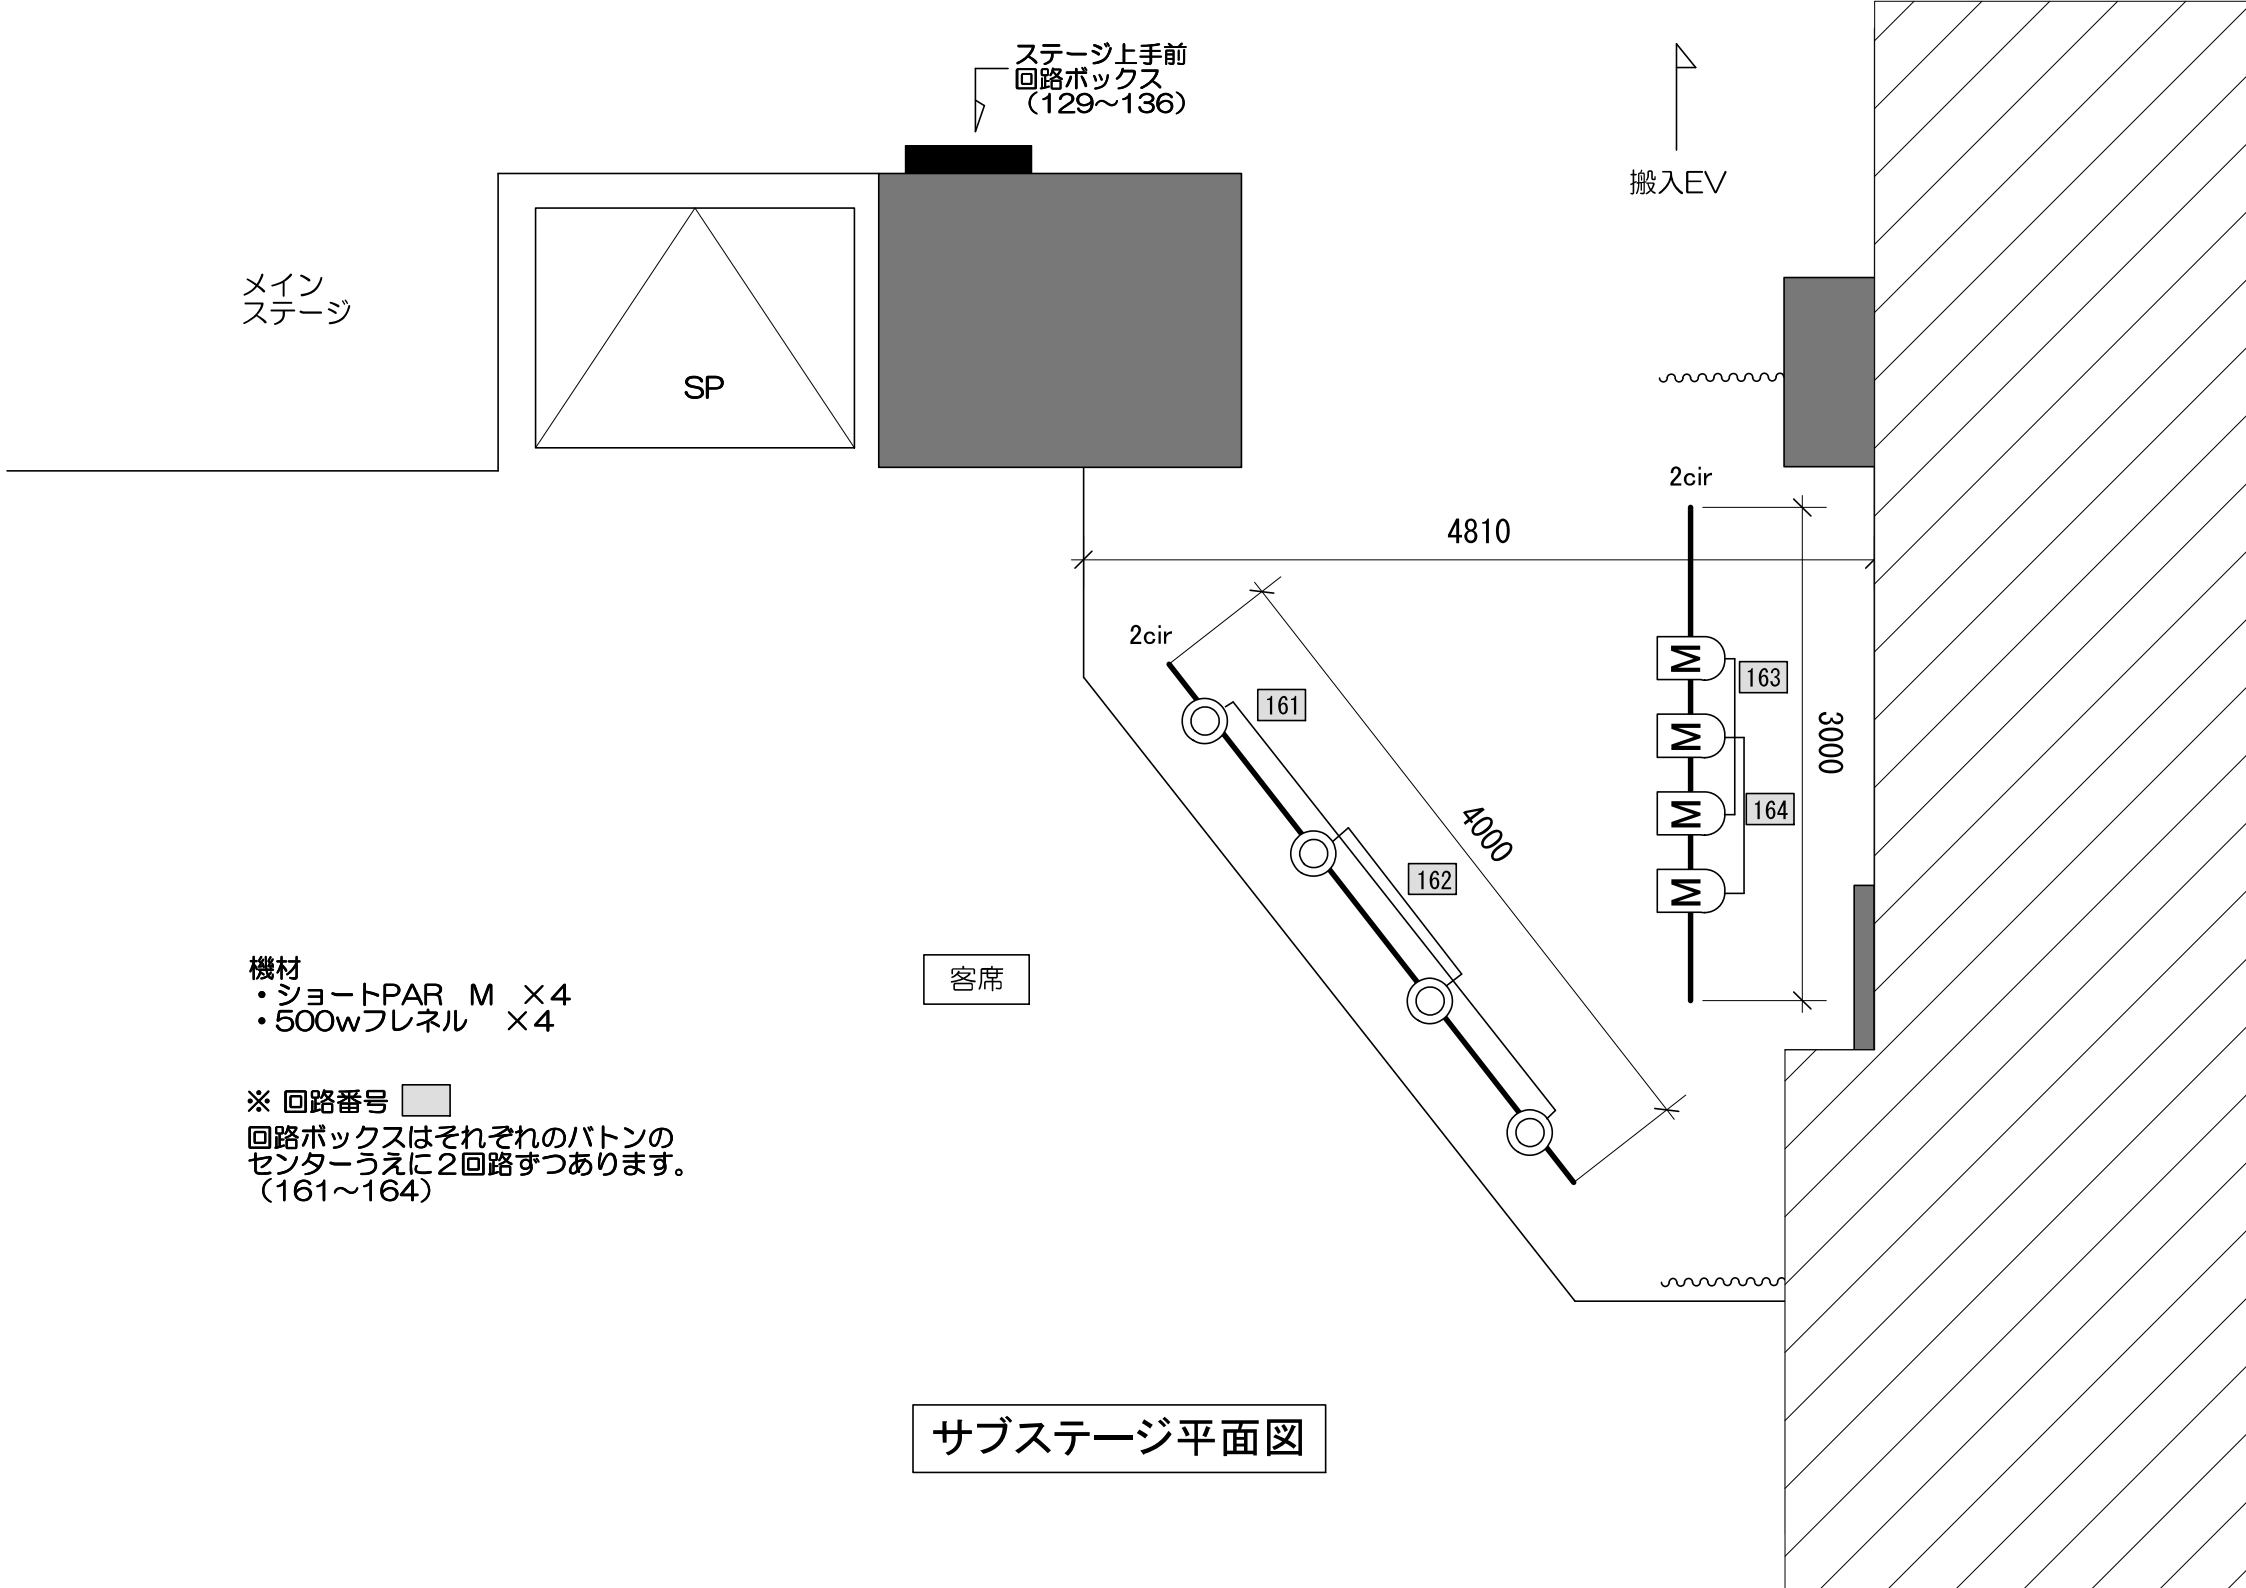 ステージ上手前
回路ボックス
（129～136）
搬入EV
メイン
ステージ
SP
2cir
4810
2cir
161
163
3000
164
4000
162
機材
・ショートPAR　M　×4
・500wフレネル　×4
客席
※ 回路番号
回路ボックスはそれぞれのバトンの
センターうえに２回路ずつあります。
（161～164）
M
M
M
M
サブステージ平面図